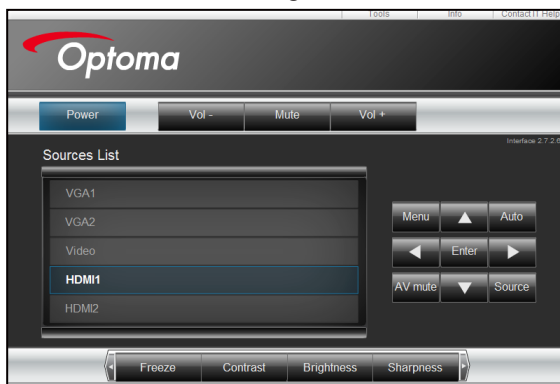 Tools Info Contact IT Help
Optoma
Power Vol - Mute Vol +
Interface 2.7.2.6
Sources List
VGA1
VGA2
Video
HDMI1
HDMI2
Menu Auto
Enter
AV mute Source
Freeze Contrast Brightness Sharpness